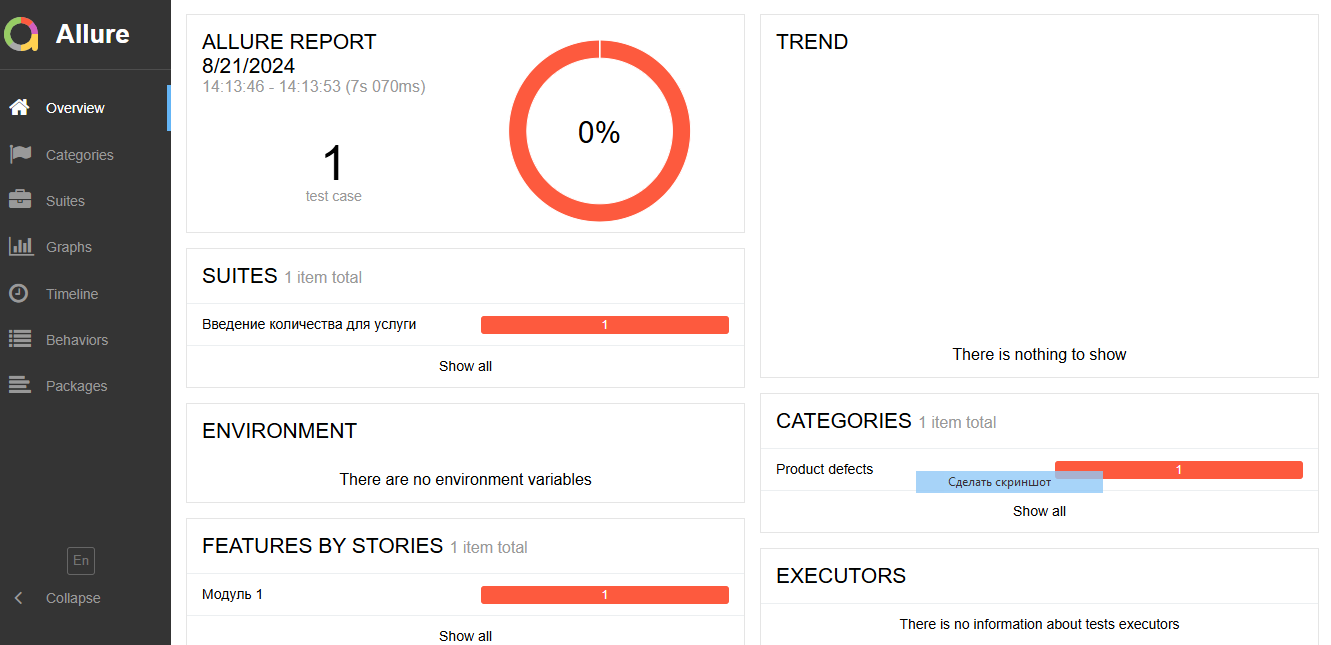 Allure
Overview
Categories
Suites
Graphs
Timeline
Behaviors
Packages
En
Collapse
ALLURE REPORT
8/21/2024
14:13:46 - 14:13:53 (7s 070ms)
1
test case
0%
SUITES 1 item total
Введение количества для услуги 1
Show all
ENVIRONMENT
There are no environment variables
FEATURES BY STORIES 1 item total
Модуль 1 1
Show all
TREND
There is nothing to show
CATEGORIES 1 item total
Product defects 1
Сделать скриншот
Show all
EXECUTORS
There is no information about tests executors